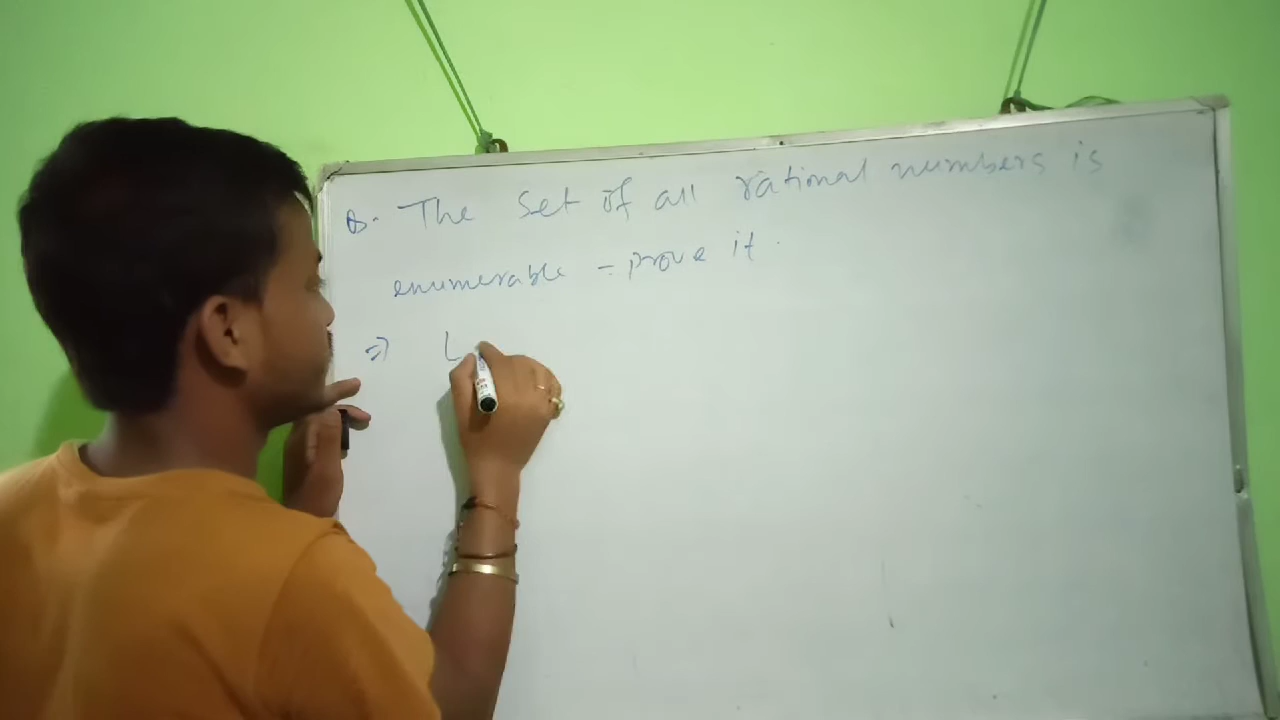 Q. The set of all rational numbers is
enumerable - prove it.
⇒ L